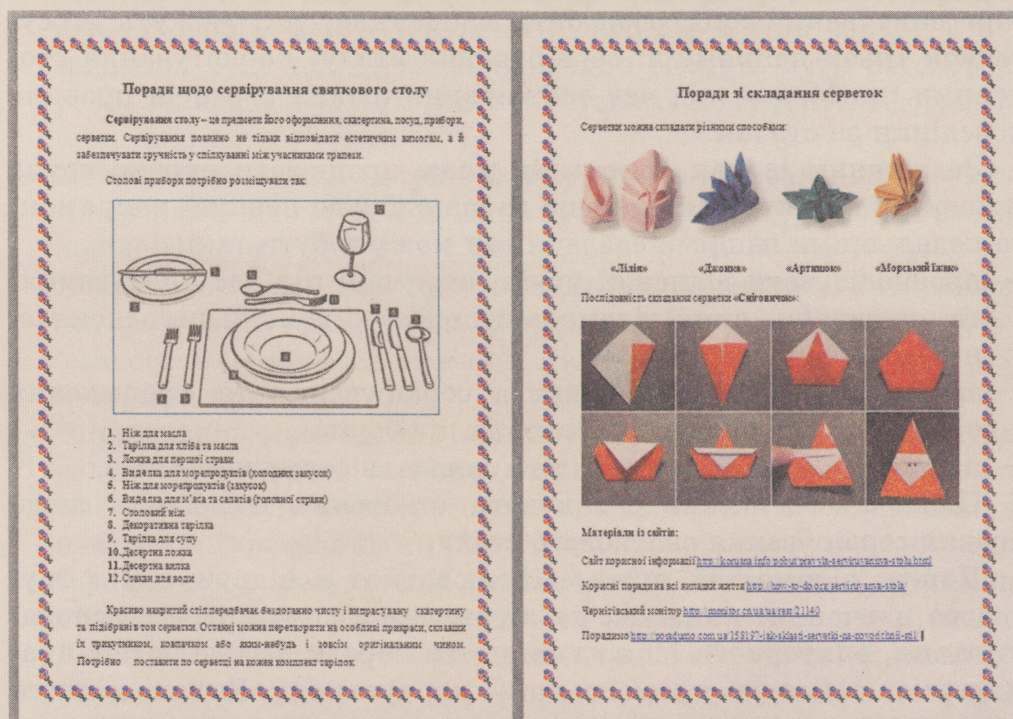 Поради щодо сервірування святкового столу
Сервірування столу – це предмети його оформлення, скатертина, посуд, прибори,
серветки. Сервірування повинно не тільки відповідати естетичним вимогам, а й
забезпечувати зручність у спілкуванні між учасниками трапези.
Столові прибори потрібно розміщувати так:
1. Ніж для масла
2. Тарілка для хліба та масла
3. Ложка для першої страви
4. Виделка для морепродуктів (холодних закусок)
5. Ніж для морепродуктів (закусок)
6. Виделка для м'яса та салатів (головної страви)
7. Столовий ніж
8. Декоративна тарілка
9. Тарілка для супу
10. Десертна ложка
11. Десертна вилка
12. Стакан для води
Красиво накритий стіл передбачає бездоганно чисту і випрасувану скатертину
та підібрані в тон серветки. Останні можна перетворити на особливі прикраси, склавши
їх трикутником, ковпачком або яким-небудь і зовсім оригінальним чином.
Потрібно поставити по серветці на кожен комплект тарілок.
Поради зі складання серветок
Серветки можна складати різними способами:
«Лілія» «Джонка» «Артишок» «Морський їжак»
Послідовність складання серветки «Сніговичок»:
Матеріали із сайтів:
Сайт корисної інформації
Корисні поради на всі випадки життя
Чернігівський монітор
Порадимо